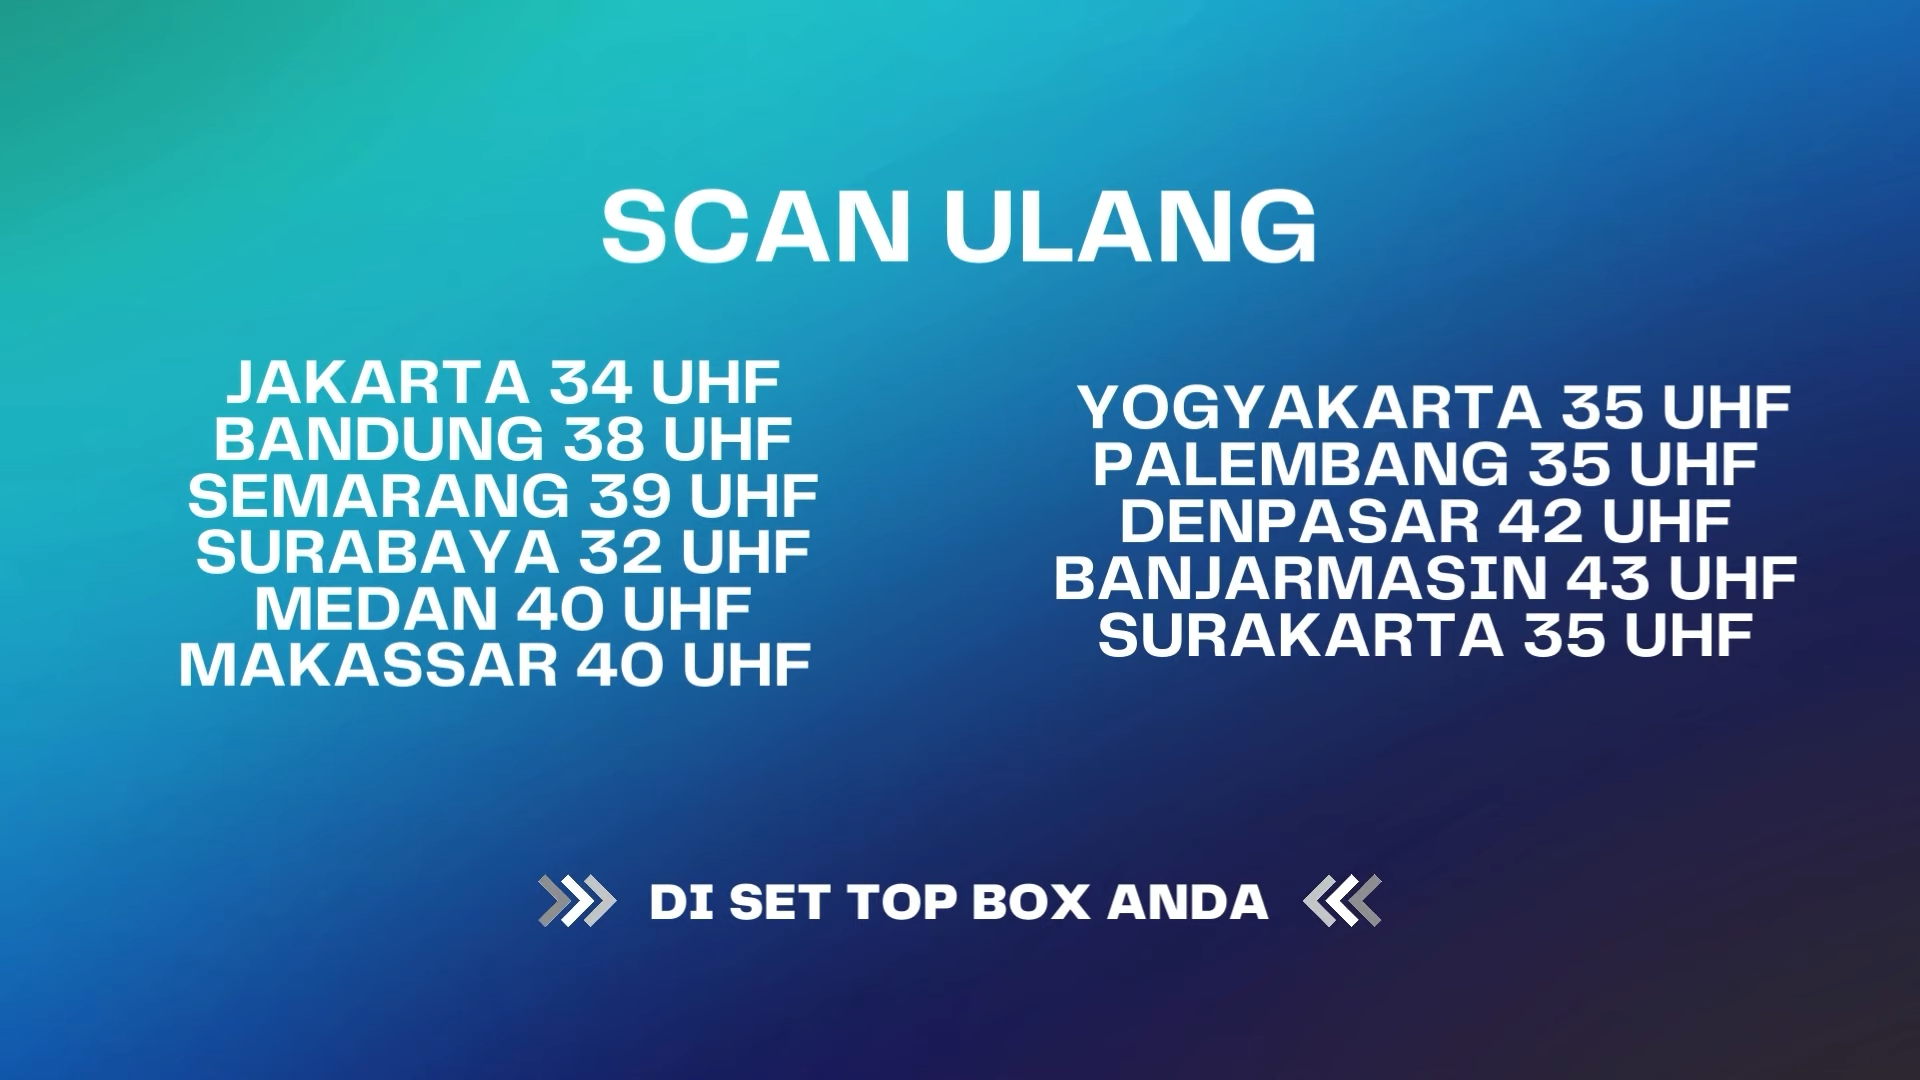 SCAN ULANG
JAKARTA 34 UHF
BANDUNG 38 UHF
SEMARANG 39 UHF
SURABAYA 32 UHF
MEDAN 40 UHF
MAKASSAR 40 UHF
YOGYAKARTA 35 UHF
PALEMBANG 35 UHF
DENPASAR 42 UHF
BANJARMASIN 43 UHF
SURAKARTA 35 UHF
DI SET TOP BOX ANDA